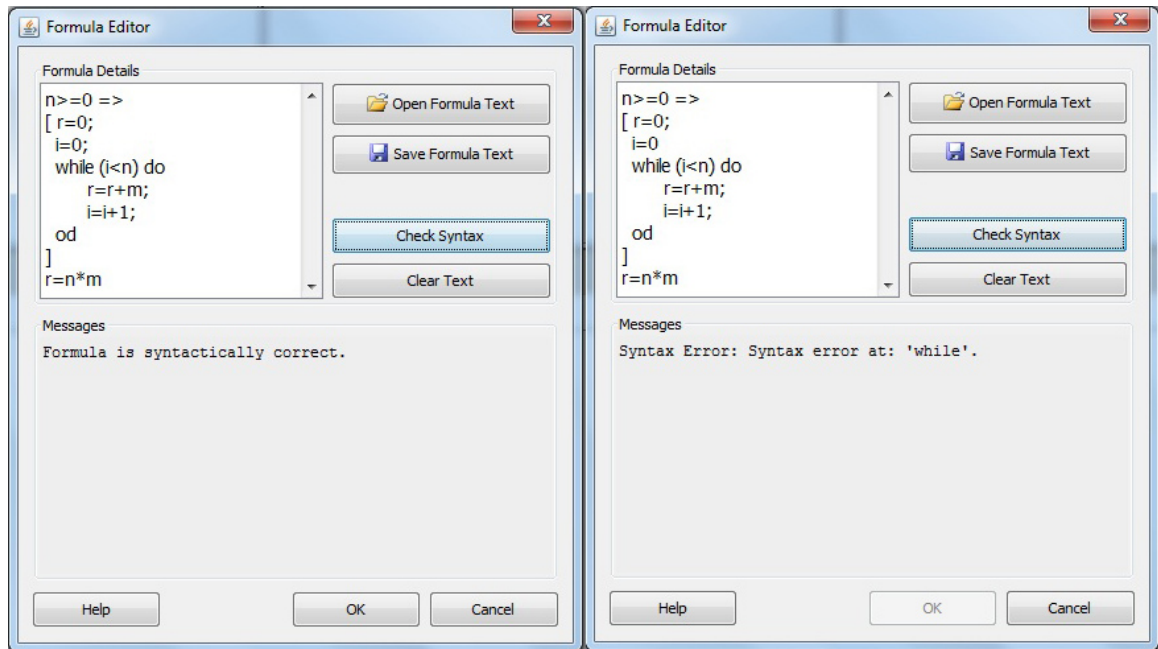 Formula Editor
Formula Details
n>=0 =>
[ r=0;
i=0;
while (i<n) do
r=r+m;
i=i+1;
od
]
r=n*m
Open Formula Text
Save Formula Text
Check Syntax
Clear Text
Messages
Formula is syntactically correct.
Help
OK
Cancel
Formula Editor
Formula Details
n>=0 =>
[ r=0;
i=0
while (i<n) do
r=r+m;
i=i+1;
od
]
r=n*m
Open Formula Text
Save Formula Text
Check Syntax
Clear Text
Messages
Syntax Error: Syntax error at: 'while'.
Help
OK
Cancel